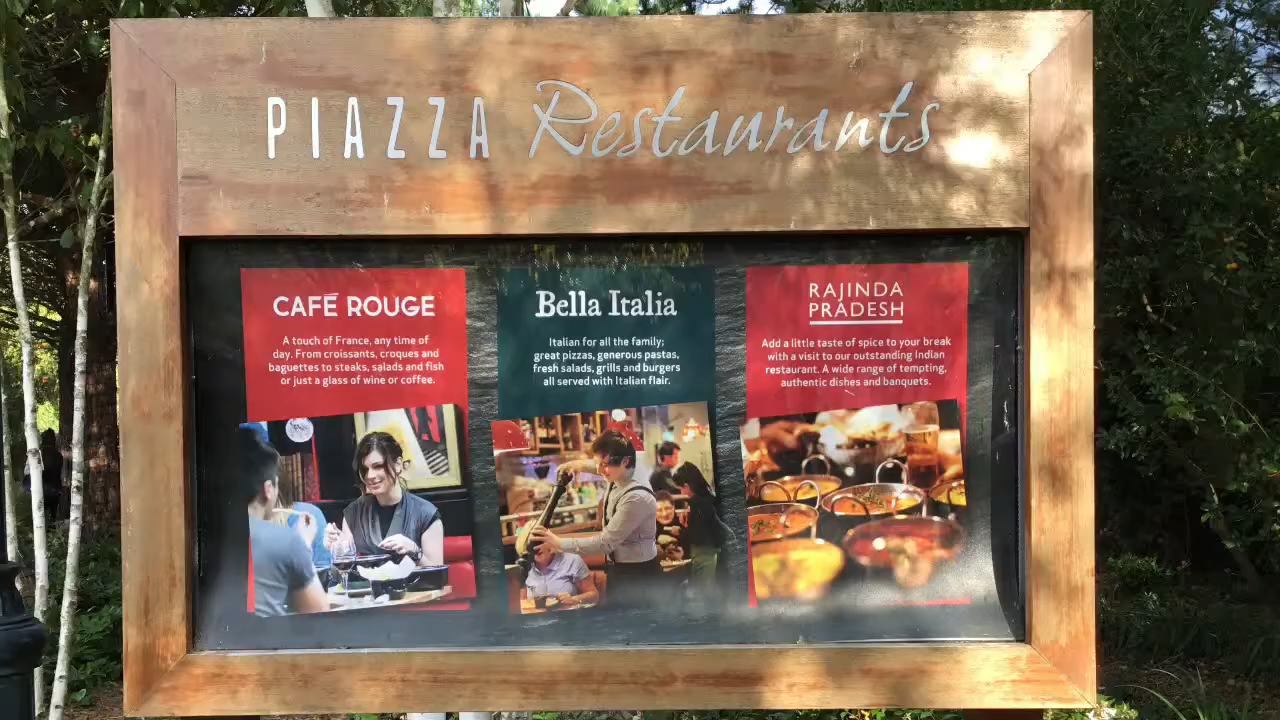 PIAZZA Restaurants
CAFÉ ROUGE
A touch of France, any time of
day. From croissants, croques and
baguettes to steaks, salads and fish
or just a glass of wine or coffee.
Bella Italia
Italian for all the family;
great pizzas, generous pastas,
fresh salads, grills and burgers
all served with Italian flair.
RAJINDA
PRADESH
Add a little taste of spice to your break
with a visit to our outstanding Indian
restaurant. A wide range of tempting,
authentic dishes and banquets.